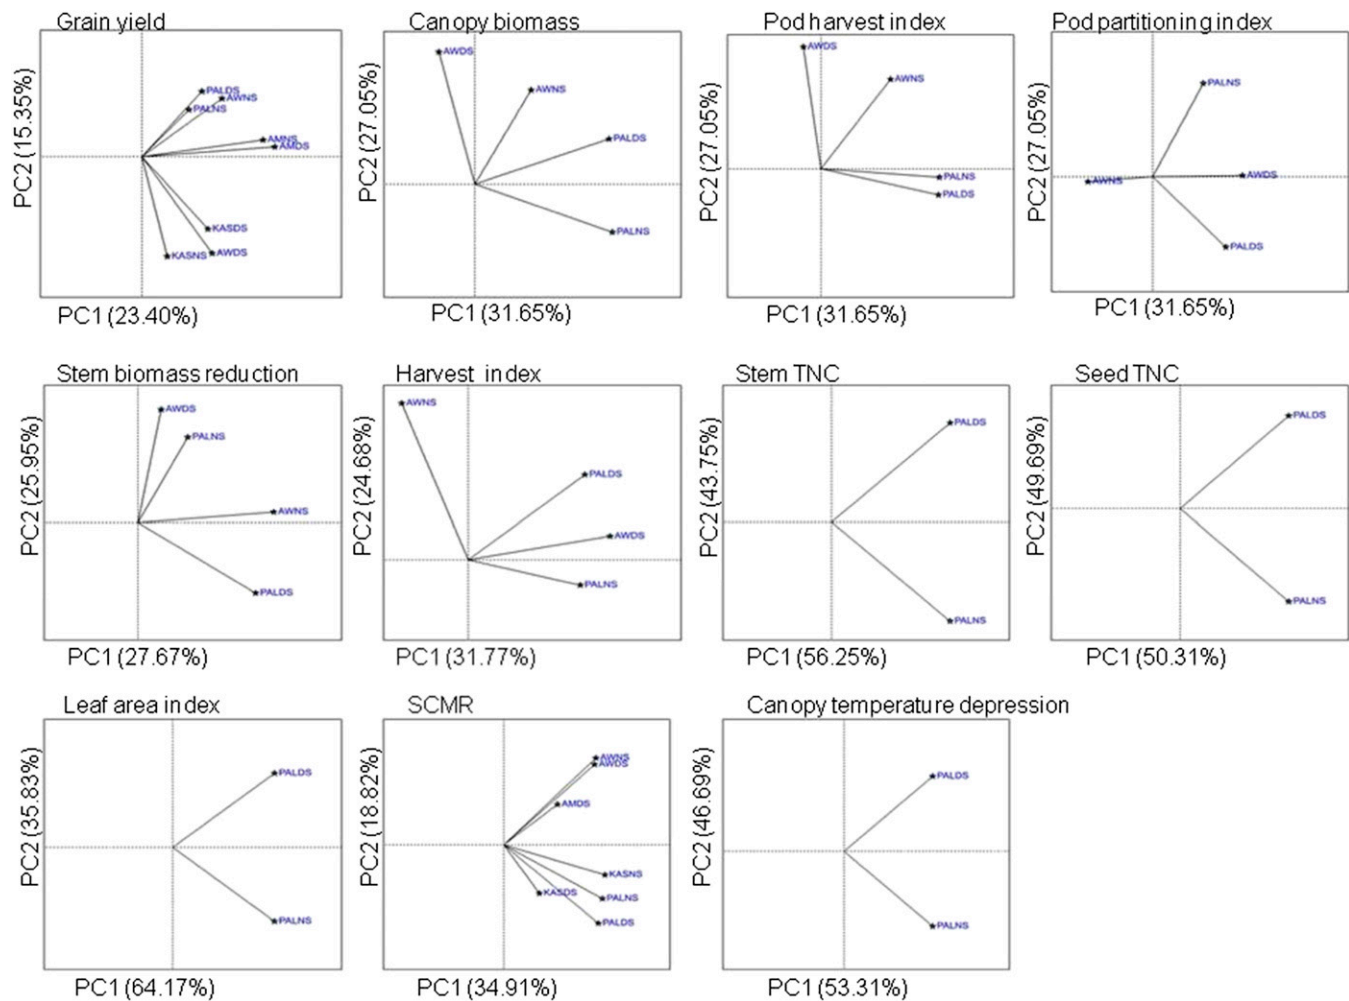 Grain yield
PC2 (15.35%)
PALDS
AWNS
PALNS
AMNS
AMDS
KASDS
AWDS
KASNS
PC1 (23.40%)
Canopy biomass
PC2 (27.05%)
AWDS
AWNS
PALDS
PALNS
PC1 (31.65%)
Pod harvest index
PC2 (27.05%)
AWDS
AWNS
PALNS
PALDS
PC1 (31.65%)
Pod partitioning index
PC2 (27.05%)
PALNS
AWNS
AWDS
PALDS
PC1 (31.65%)
Stem biomass reduction
PC2 (25.95%)
AWDS
PALNS
AWNS
PALDS
PC1 (27.67%)
Harvest index
PC2 (24.68%)
AWNS
PALDS
AWDS
PALNS
PC1 (31.77%)
Stem TNC
PC2 (43.75%)
PALDS
PALNS
PC1 (56.25%)
Seed TNC
PC2 (49.69%)
PALDS
PALNS
PC1 (50.31%)
Leaf area index
PC2 (35.83%)
PALDS
PALNS
PC1 (64.17%)
SCMR
PC2 (18.82%)
AWNS
AWDS
AMDS
KASNS
KASDS
PALNS
PALDS
PC1 (34.91%)
Canopy temperature depression
PC2 (46.69%)
PALDS
PALNS
PC1 (53.31%)